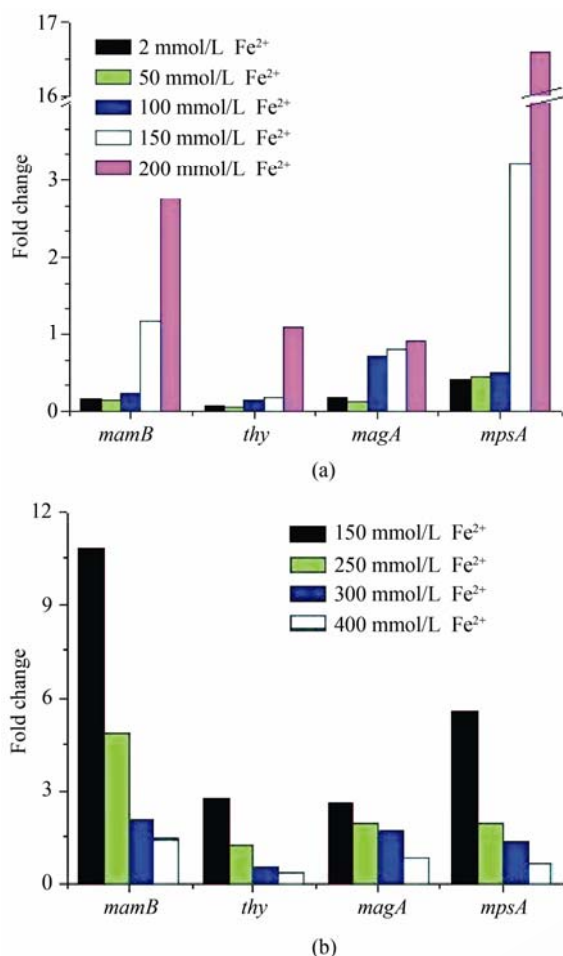 17
16
3
2
1
0
Fold change
2 mmol/L Fe²⁺
50 mmol/L Fe²⁺
100 mmol/L Fe²⁺
150 mmol/L Fe²⁺
200 mmol/L Fe²⁺
mamB thy magA mpsA
(a)
12
9
6
3
0
Fold change
150 mmol/L Fe²⁺
250 mmol/L Fe²⁺
300 mmol/L Fe²⁺
400 mmol/L Fe²⁺
mamB thy magA mpsA
(b)